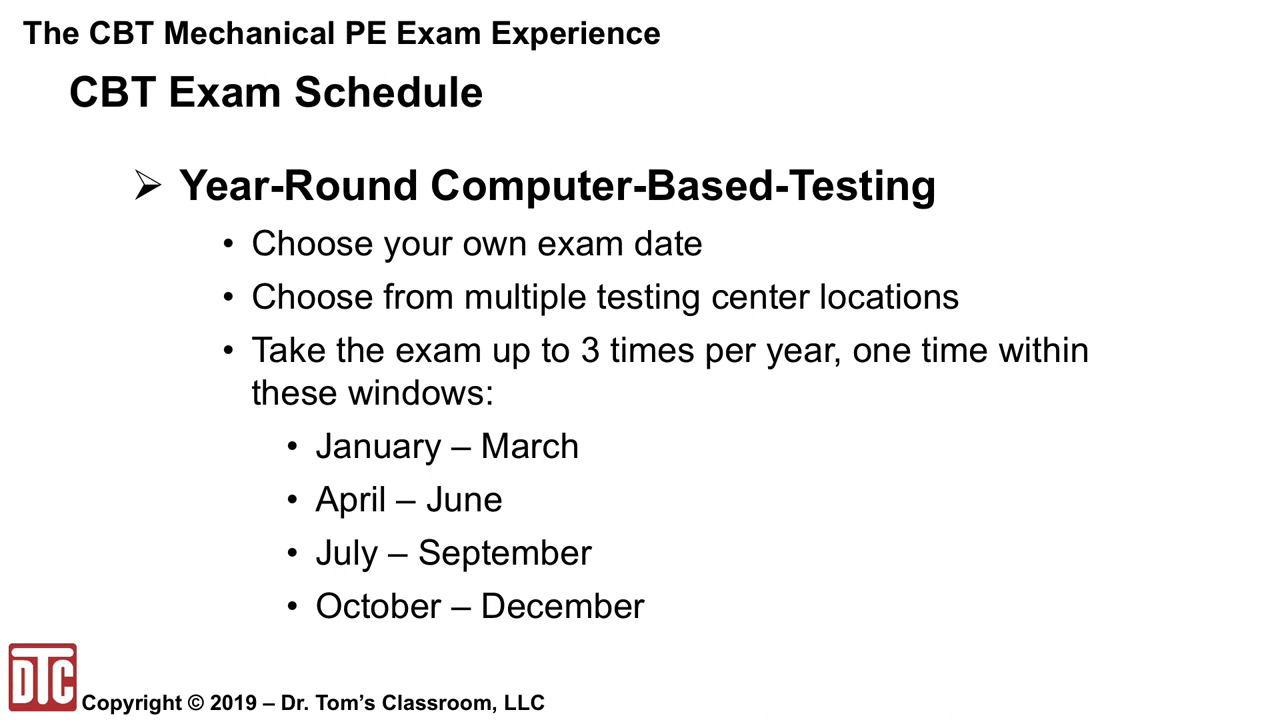 The CBT Mechanical PE Exam Experience
CBT Exam Schedule
➢ Year-Round Computer-Based-Testing
• Choose your own exam date
• Choose from multiple testing center locations
• Take the exam up to 3 times per year, one time within
these windows:
• January – March
• April – June
• July – September
• October – December
DTC
Copyright © 2019 – Dr. Tom’s Classroom, LLC